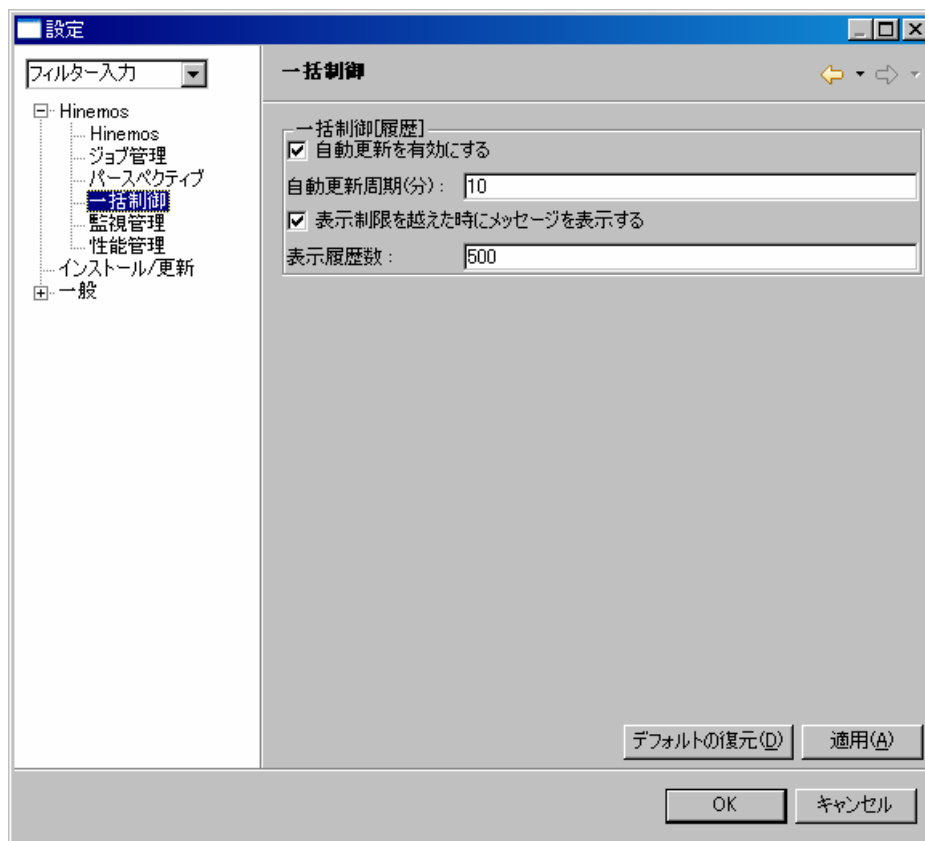 設定
フィルター入力
Hinemos
Hinemos
ジョブ管理
パースペクティブ
一括制御
監視管理
性能管理
インストール/更新
一般
一括制御
一括制御[履歴]
自動更新を有効にする
自動更新周期(分): 10
表示制限を越えた時にメッセージを表示する
表示履歴数: 500
デフォルトの復元(D) 適用(A)
OK キャンセル